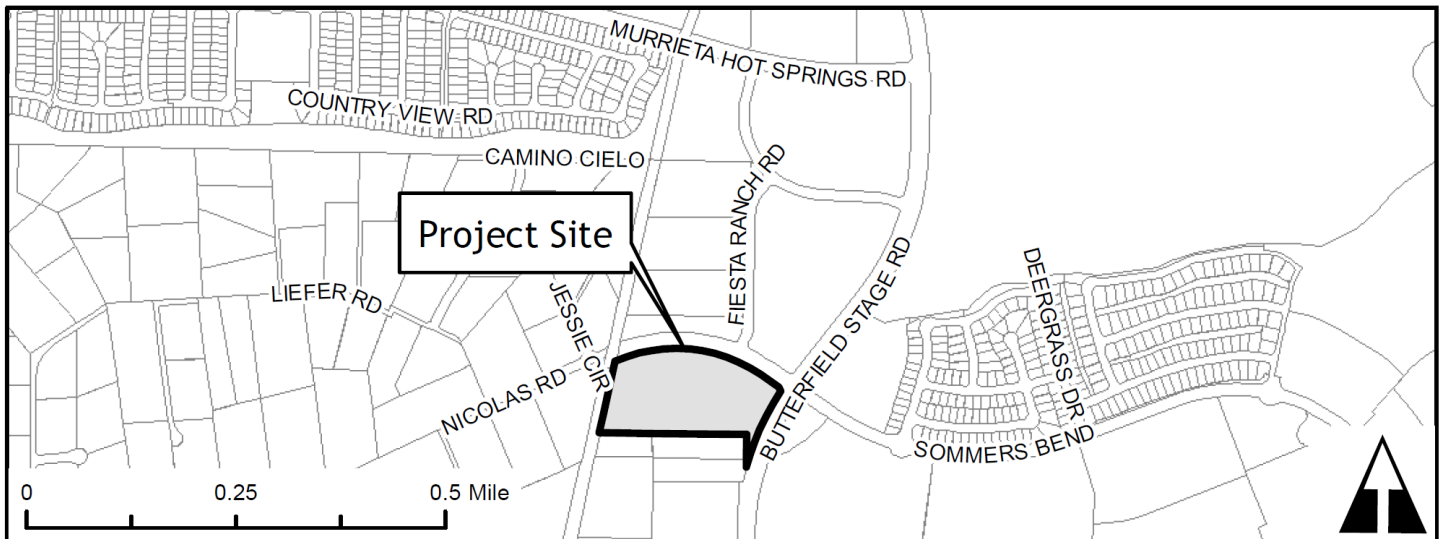 MURRIETA HOT SPRINGS RD
COUNTRY VIEW RD
CAMINO CIELO
FIESTA RANCH RD
Project Site
BUTTERFIELD STAGE RD
DEERGRASS DR
LIEFER RD
JESSIE CIR
NICOLAS RD
SOMMERS BEND
0 0.25 0.5 Mile